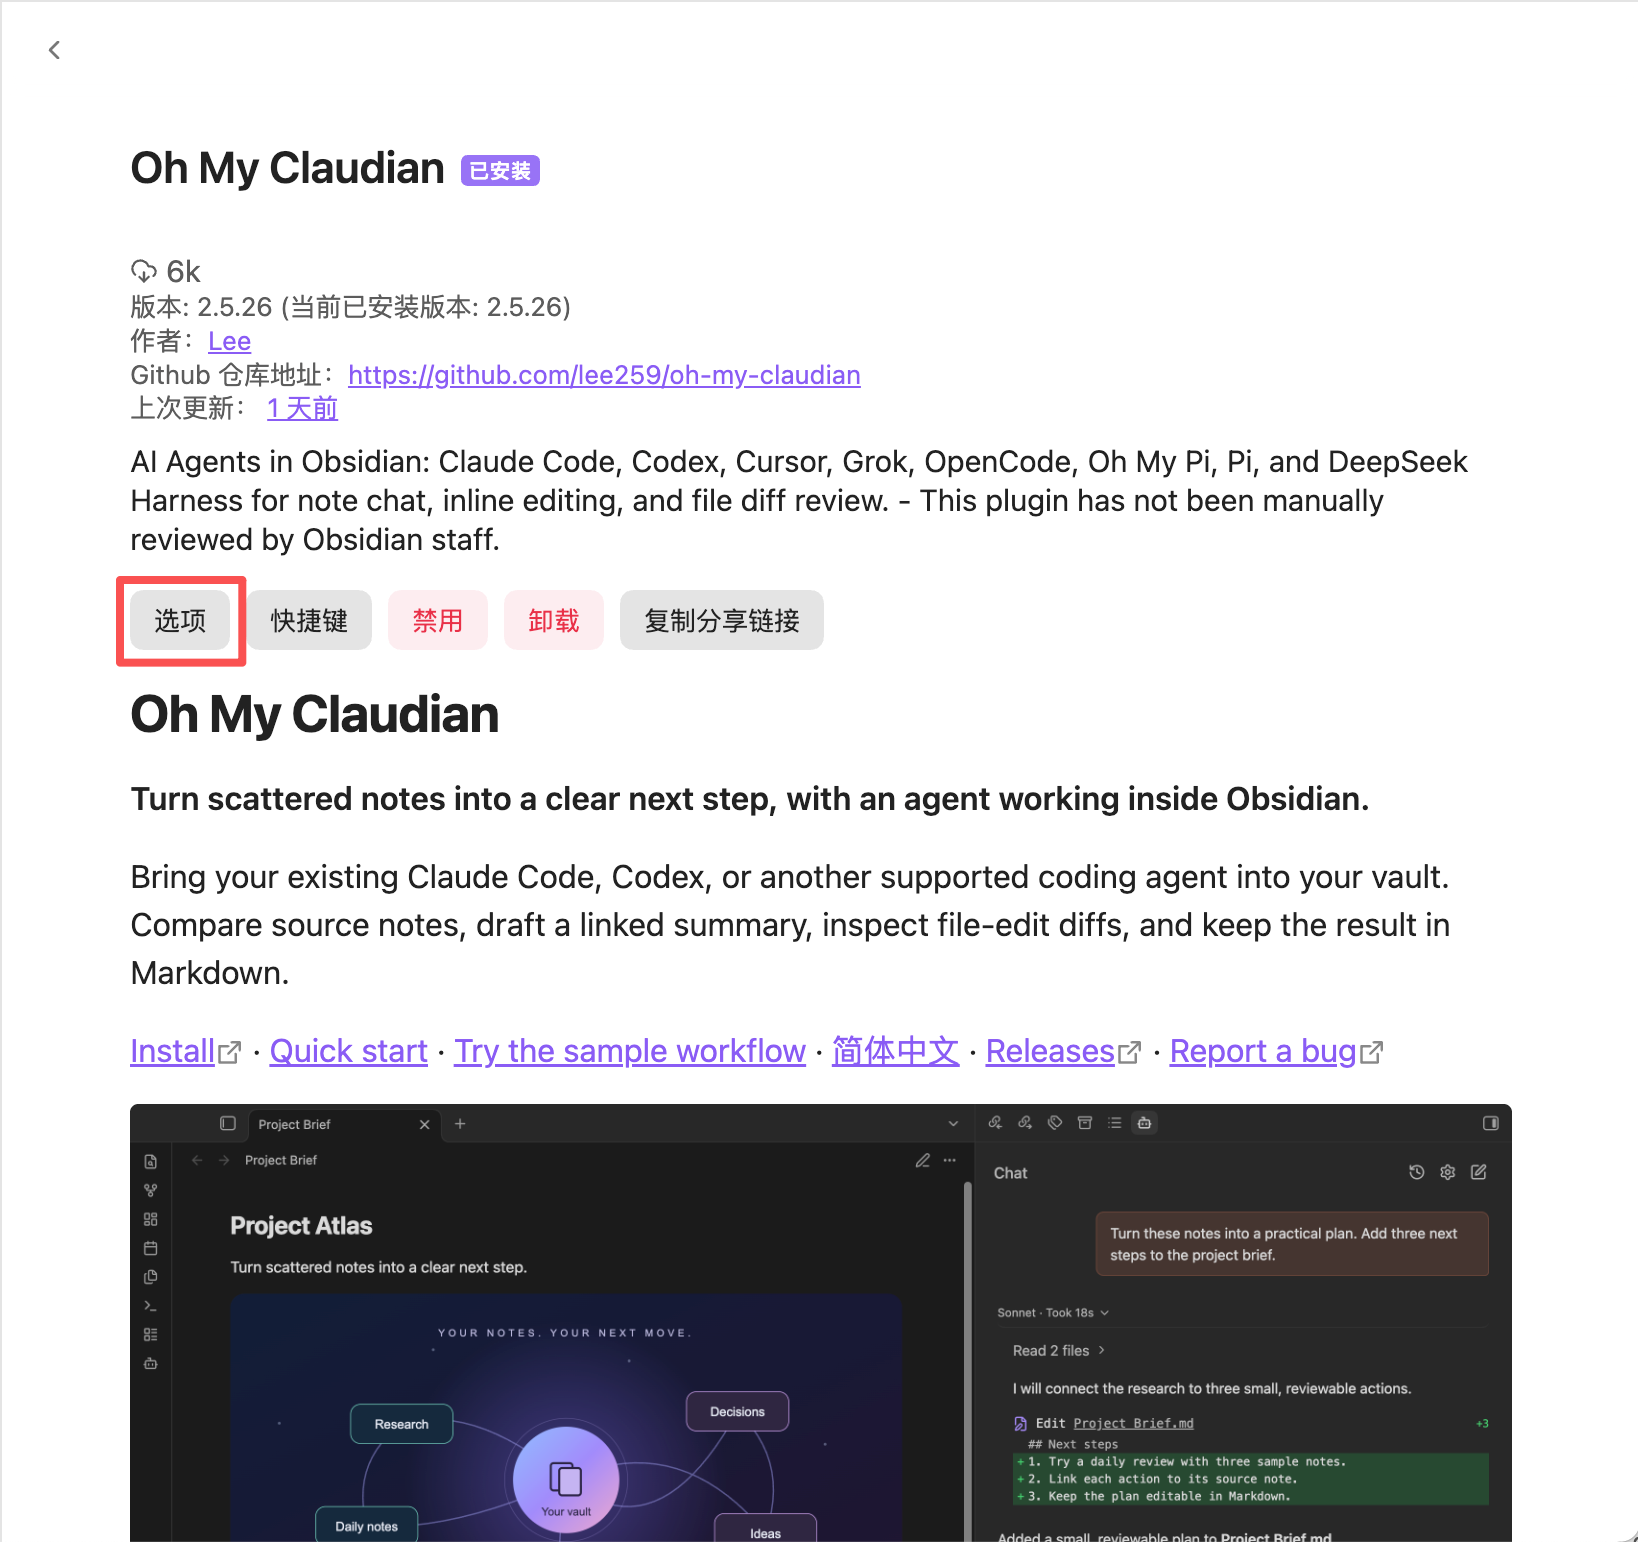 Oh My Claudian 已安装
6k
版本: 2.5.26 (当前已安装版本: 2.5.26)
作者： Lee
Github 仓库地址： https://github.com/lee259/oh-my-claudian
上次更新： 1 天前
AI Agents in Obsidian: Claude Code, Codex, Cursor, Grok, OpenCode, Oh My Pi, Pi, and DeepSeek
Harness for note chat, inline editing, and file diff review. - This plugin has not been manually
reviewed by Obsidian staff.
选项 快捷键 禁用 卸载 复制分享链接
Oh My Claudian
Turn scattered notes into a clear next step, with an agent working inside Obsidian.
Bring your existing Claude Code, Codex, or another supported coding agent into your vault.
Compare source notes, draft a linked summary, inspect file-edit diffs, and keep the result in
Markdown.
Install · Quick start · Try the sample workflow · 简体中文 · Releases · Report a bug
Project Brief
Project Brief
Project Atlas
Turn scattered notes into a clear next step.
YOUR NOTES. YOUR NEXT MOVE.
Research
Decisions
Your vault
Daily notes
Ideas
Chat
Turn these notes into a practical plan. Add three next
steps to the project brief.
Sonnet · Took 18s
Read 2 files
I will connect the research to three small, reviewable actions.
Edit Project Brief.md +3
## Next steps
+ 1. Try a daily review with three sample notes.
+ 2. Link each action to its source note.
+ 3. Keep the plan editable in Markdown.
Added a small, reviewable plan to Project Brief.md